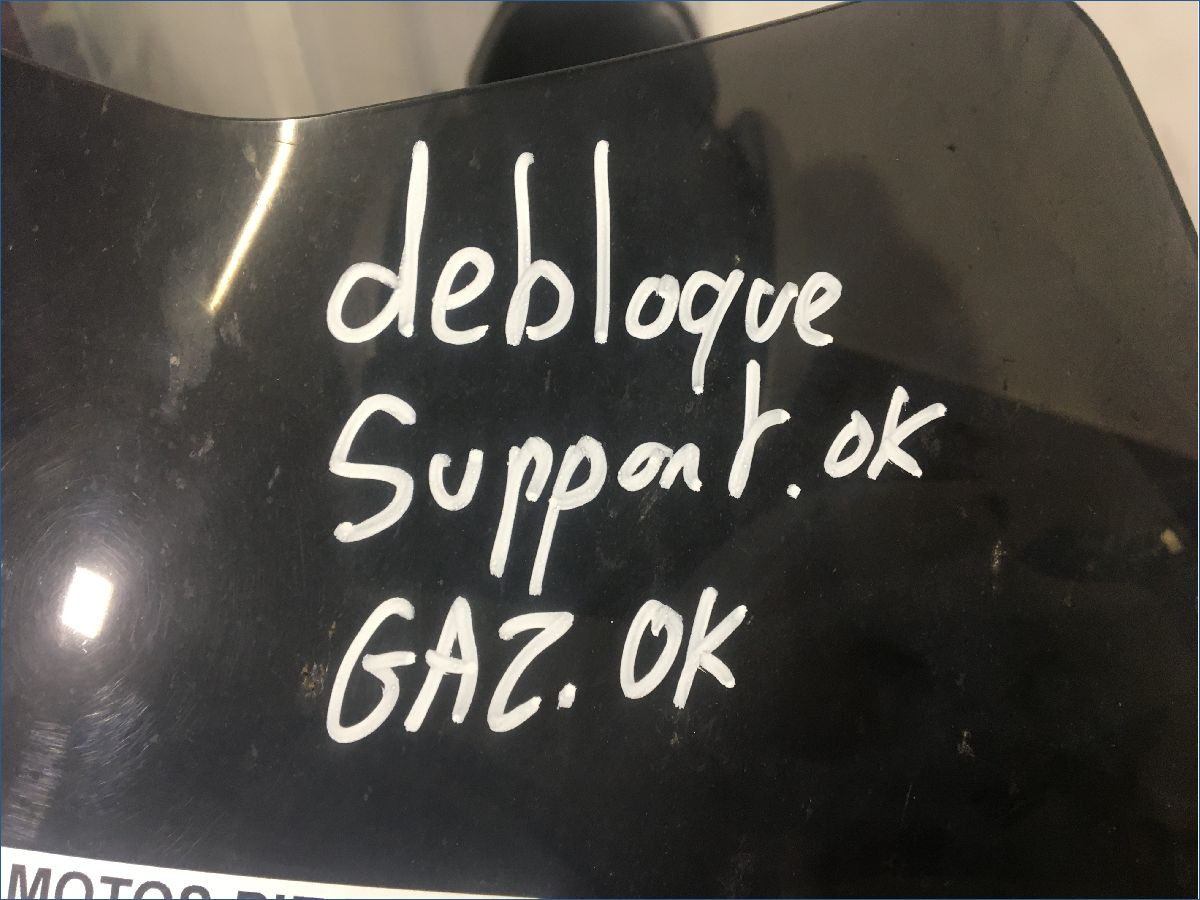 debloque
Support. OK
GAZ. OK
MOTOS